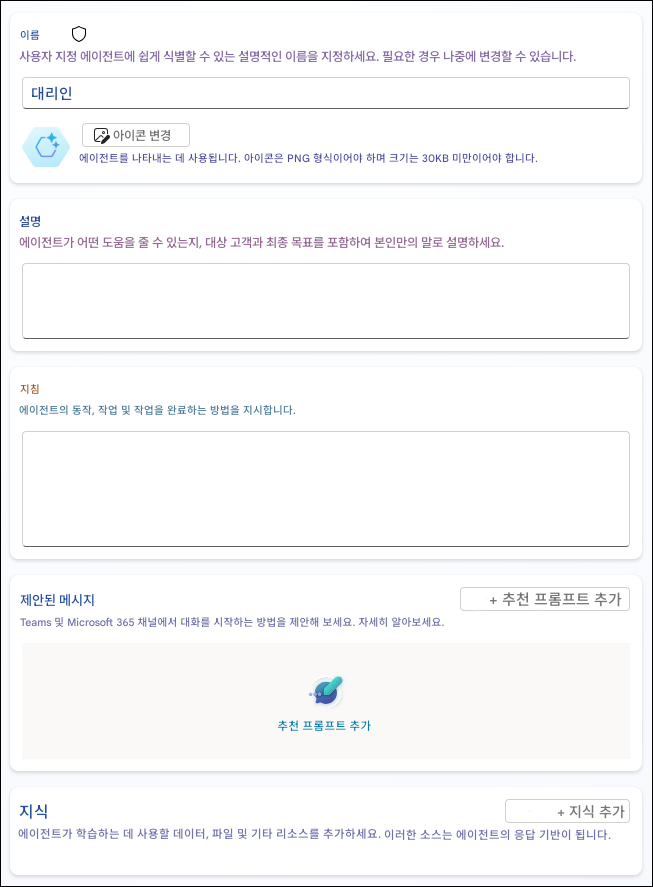 이름
사용자 지정 에이전트에 쉽게 식별할 수 있는 설명적인 이름을 지정하세요. 필요한 경우 나중에 변경할 수 있습니다.
대리인
아이콘 변경
에이전트를 나타내는 데 사용됩니다. 아이콘은 PNG 형식이어야 하며 크기는 30KB 미만이어야 합니다.
설명
에이전트가 어떤 도움을 줄 수 있는지, 대상 고객과 최종 목표를 포함하여 본인만의 말로 설명하세요.
지침
에이전트의 동작, 작업 및 작업을 완료하는 방법을 지시합니다.
제안된 메시지
+ 추천 프롬프트 추가
Teams 및 Microsoft 365 채널에서 대화를 시작하는 방법을 제안해 보세요. 자세히 알아보세요.
추천 프롬프트 추가
지식
+ 지식 추가
에이전트가 학습하는 데 사용할 데이터, 파일 및 기타 리소스를 추가하세요. 이러한 소스는 에이전트의 응답 기반이 됩니다.